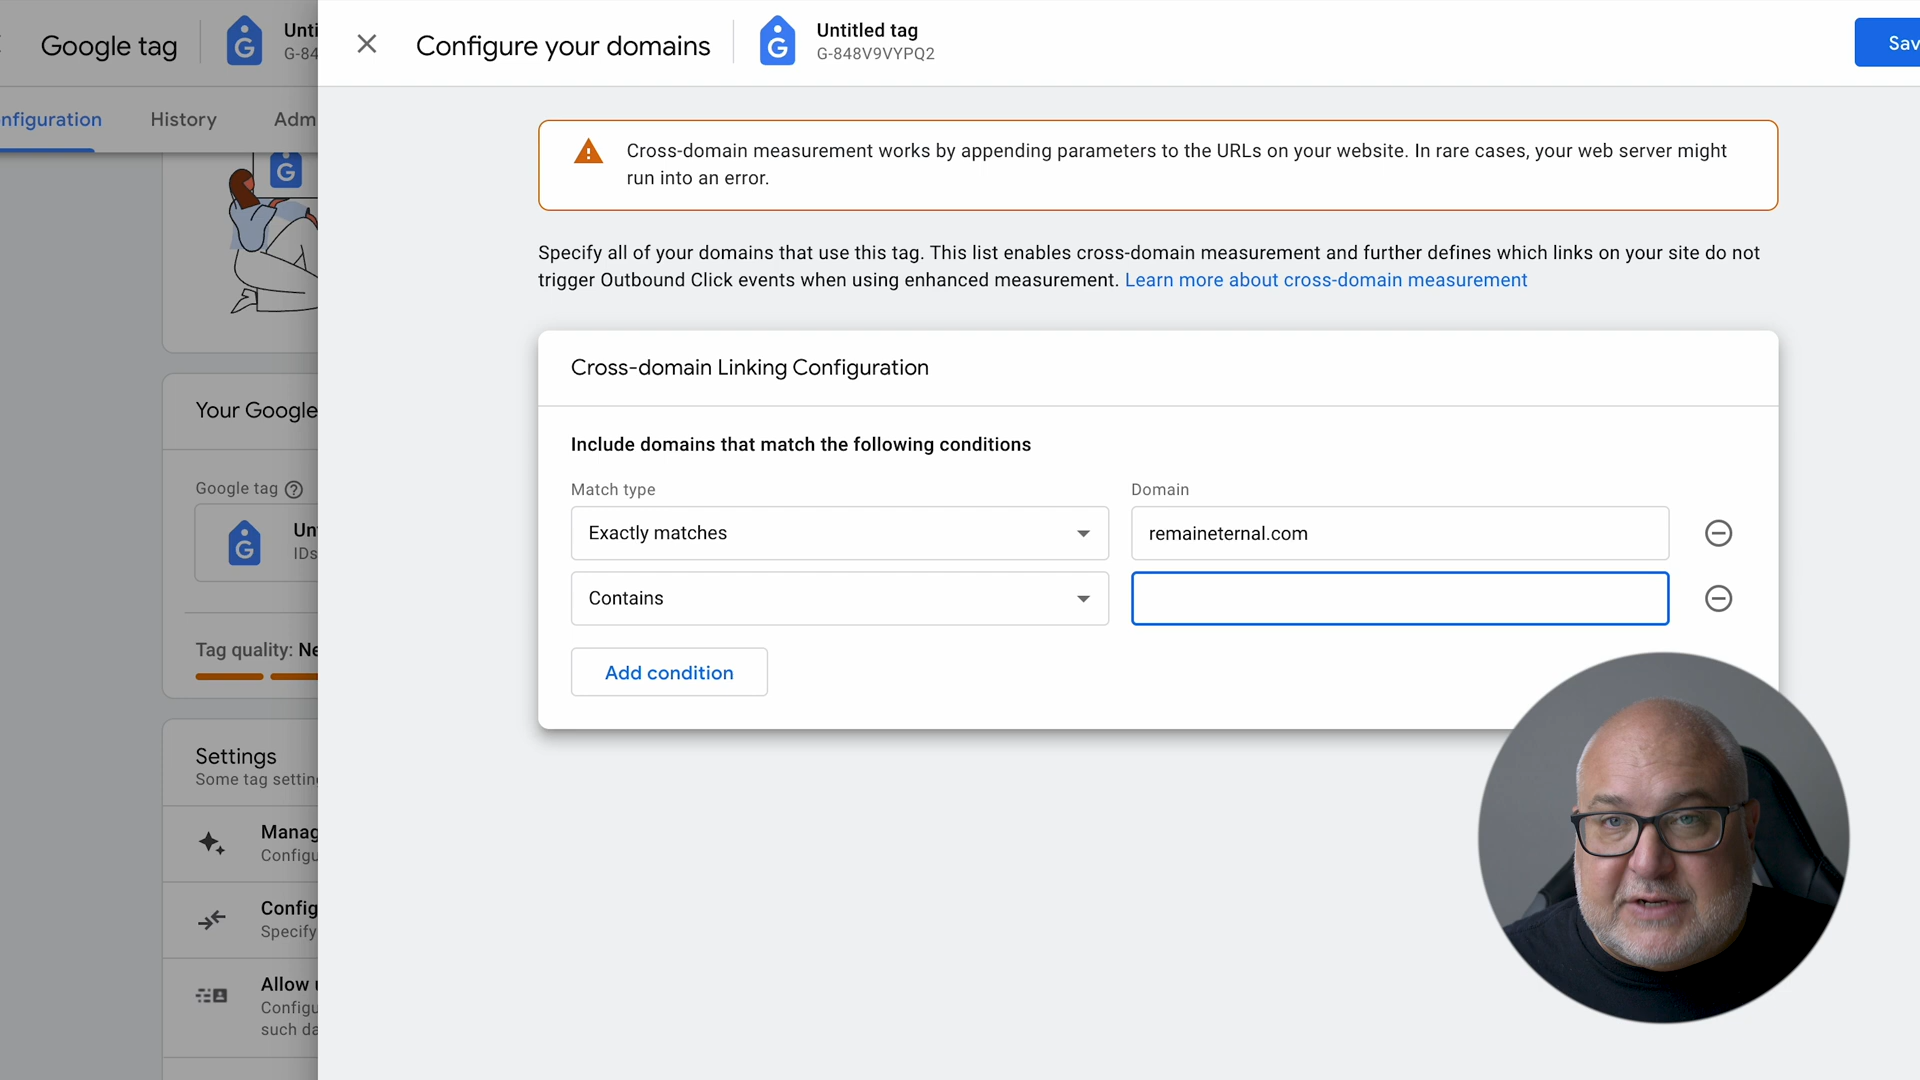 Google tag
Unti
G-84
Configure your domains
Untitled tag
G-848V9VYPQ2
Sav
nfiguration
History
Adm
Cross-domain measurement works by appending parameters to the URLs on your website. In rare cases, your web server might
run into an error.
Specify all of your domains that use this tag. This list enables cross-domain measurement and further defines which links on your site do not
trigger Outbound Click events when using enhanced measurement. Learn more about cross-domain measurement
Cross-domain Linking Configuration
Your Google
Include domains that match the following conditions
Google tag
Match type
Domain
Exactly matches
remaineternal.com
Unt
IDs
Contains
Tag quality: Ne
Add condition
Settings
Some tag settin
Manag
Configu
Config
Specify
Allow u
Configu
such da